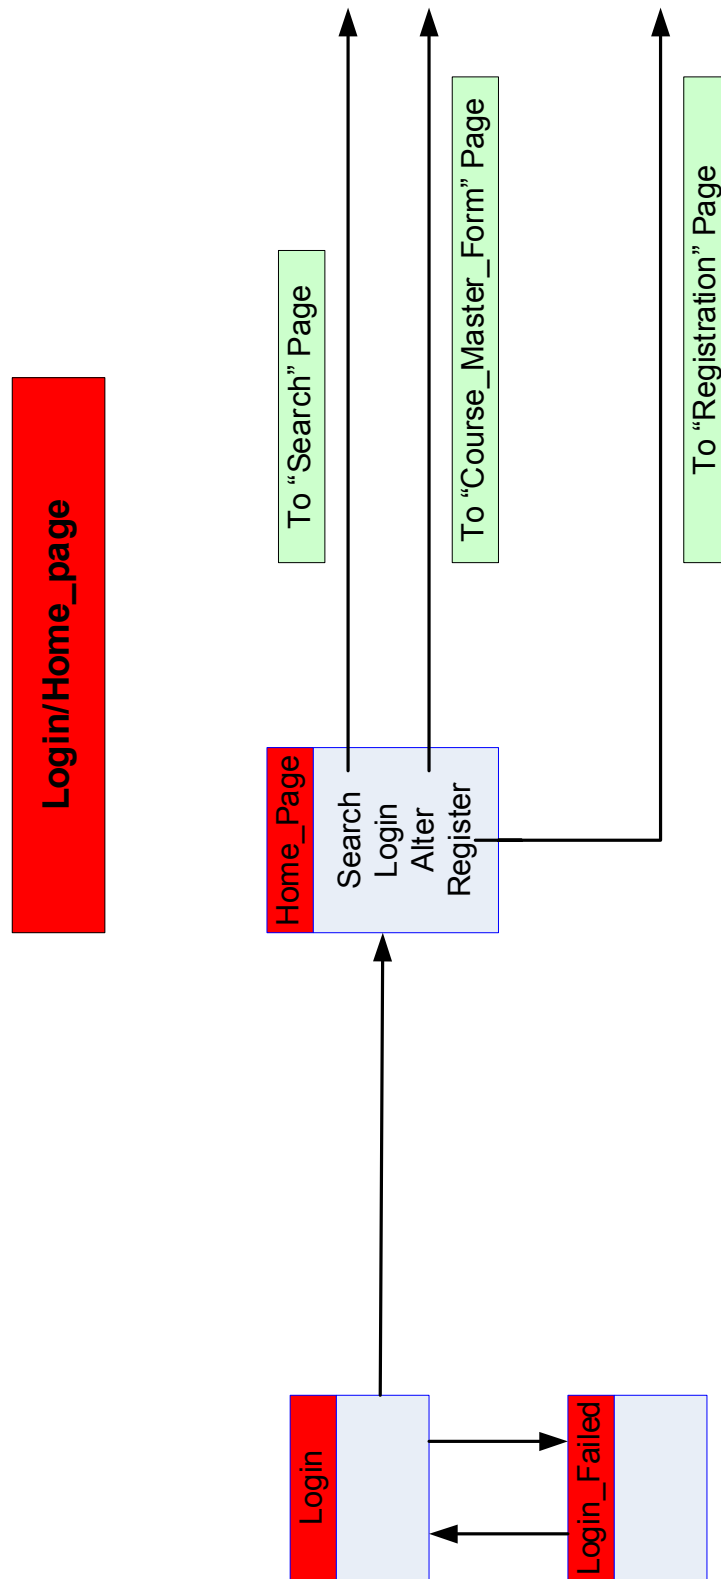 Login/Home_page
To “Search” Page
To “Course_Master_Form” Page
To “Registration” Page
Home_Page
Search
Login
Alter
Register
Login
Login_Failed